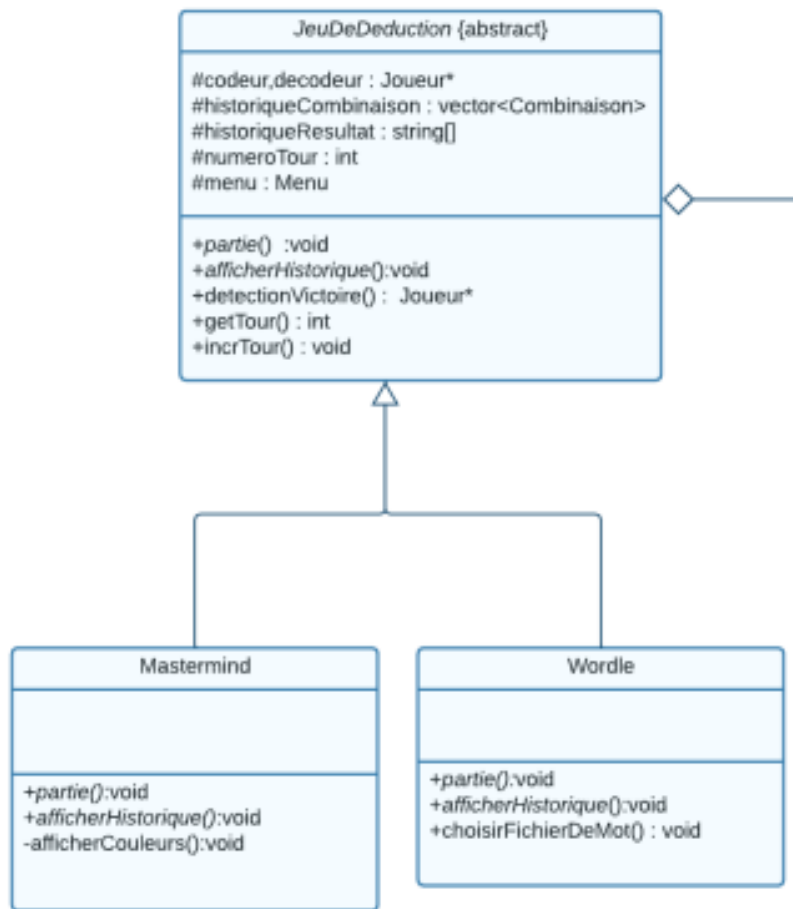 JeuDeDeduction {abstract}
#codeur,decodeur : Joueur*
#historiqueCombinaison : vector<Combinaison>
#historiqueResultat : string[]
#numeroTour : int
#menu : Menu
+partie() :void
+afficherHistorique():void
+detectionVictoire() : Joueur*
+getTour() : int
+incrTour() : void
Mastermind
+partie():void
+afficherHistorique():void
-afficherCouleurs():void
Wordle
+partie():void
+afficherHistorique():void
+choisirFichierDeMot() : void